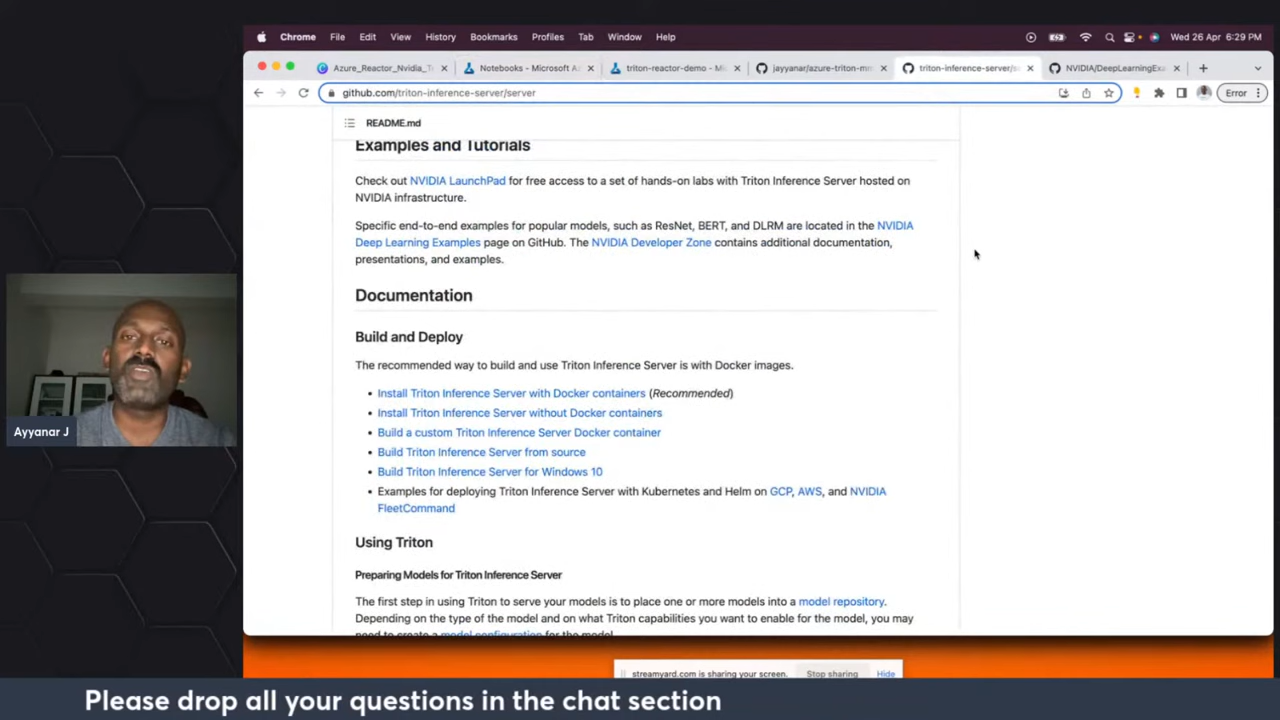 Chrome File Edit View History Bookmarks Profiles Tab Window Help Wed 26 Apr 6:29 PM
Azure_Reactor_Nvidia_T Notebooks - Microsoft A triton-reactor-demo - Mi jayyanar/azure-triton-mm triton-inference-server/s NVIDIA/DeepLearningExa
github.com/triton-inference-server/server Error
README.md
Examples and Tutorials
Check out NVIDIA LaunchPad for free access to a set of hands-on labs with Triton Inference Server hosted on
NVIDIA infrastructure.
Specific end-to-end examples for popular models, such as ResNet, BERT, and DLRM are located in the NVIDIA
Deep Learning Examples page on GitHub. The NVIDIA Developer Zone contains additional documentation,
presentations, and examples.
Documentation
Build and Deploy
The recommended way to build and use Triton Inference Server is with Docker images.
• Install Triton Inference Server with Docker containers (Recommended)
• Install Triton Inference Server without Docker containers
• Build a custom Triton Inference Server Docker container
• Build Triton Inference Server from source
• Build Triton Inference Server for Windows 10
• Examples for deploying Triton Inference Server with Kubernetes and Helm on GCP, AWS, and NVIDIA
FleetCommand
Using Triton
Preparing Models for Triton Inference Server
The first step in using Triton to serve your models is to place one or more models into a model repository.
Depending on the type of the model and on what Triton capabilities you want to enable for the model, you may
need to create a model configuration for the model.
Ayyanar J
streamyard.com is sharing your screen. Stop sharing Hide
Please drop all your questions in the chat section